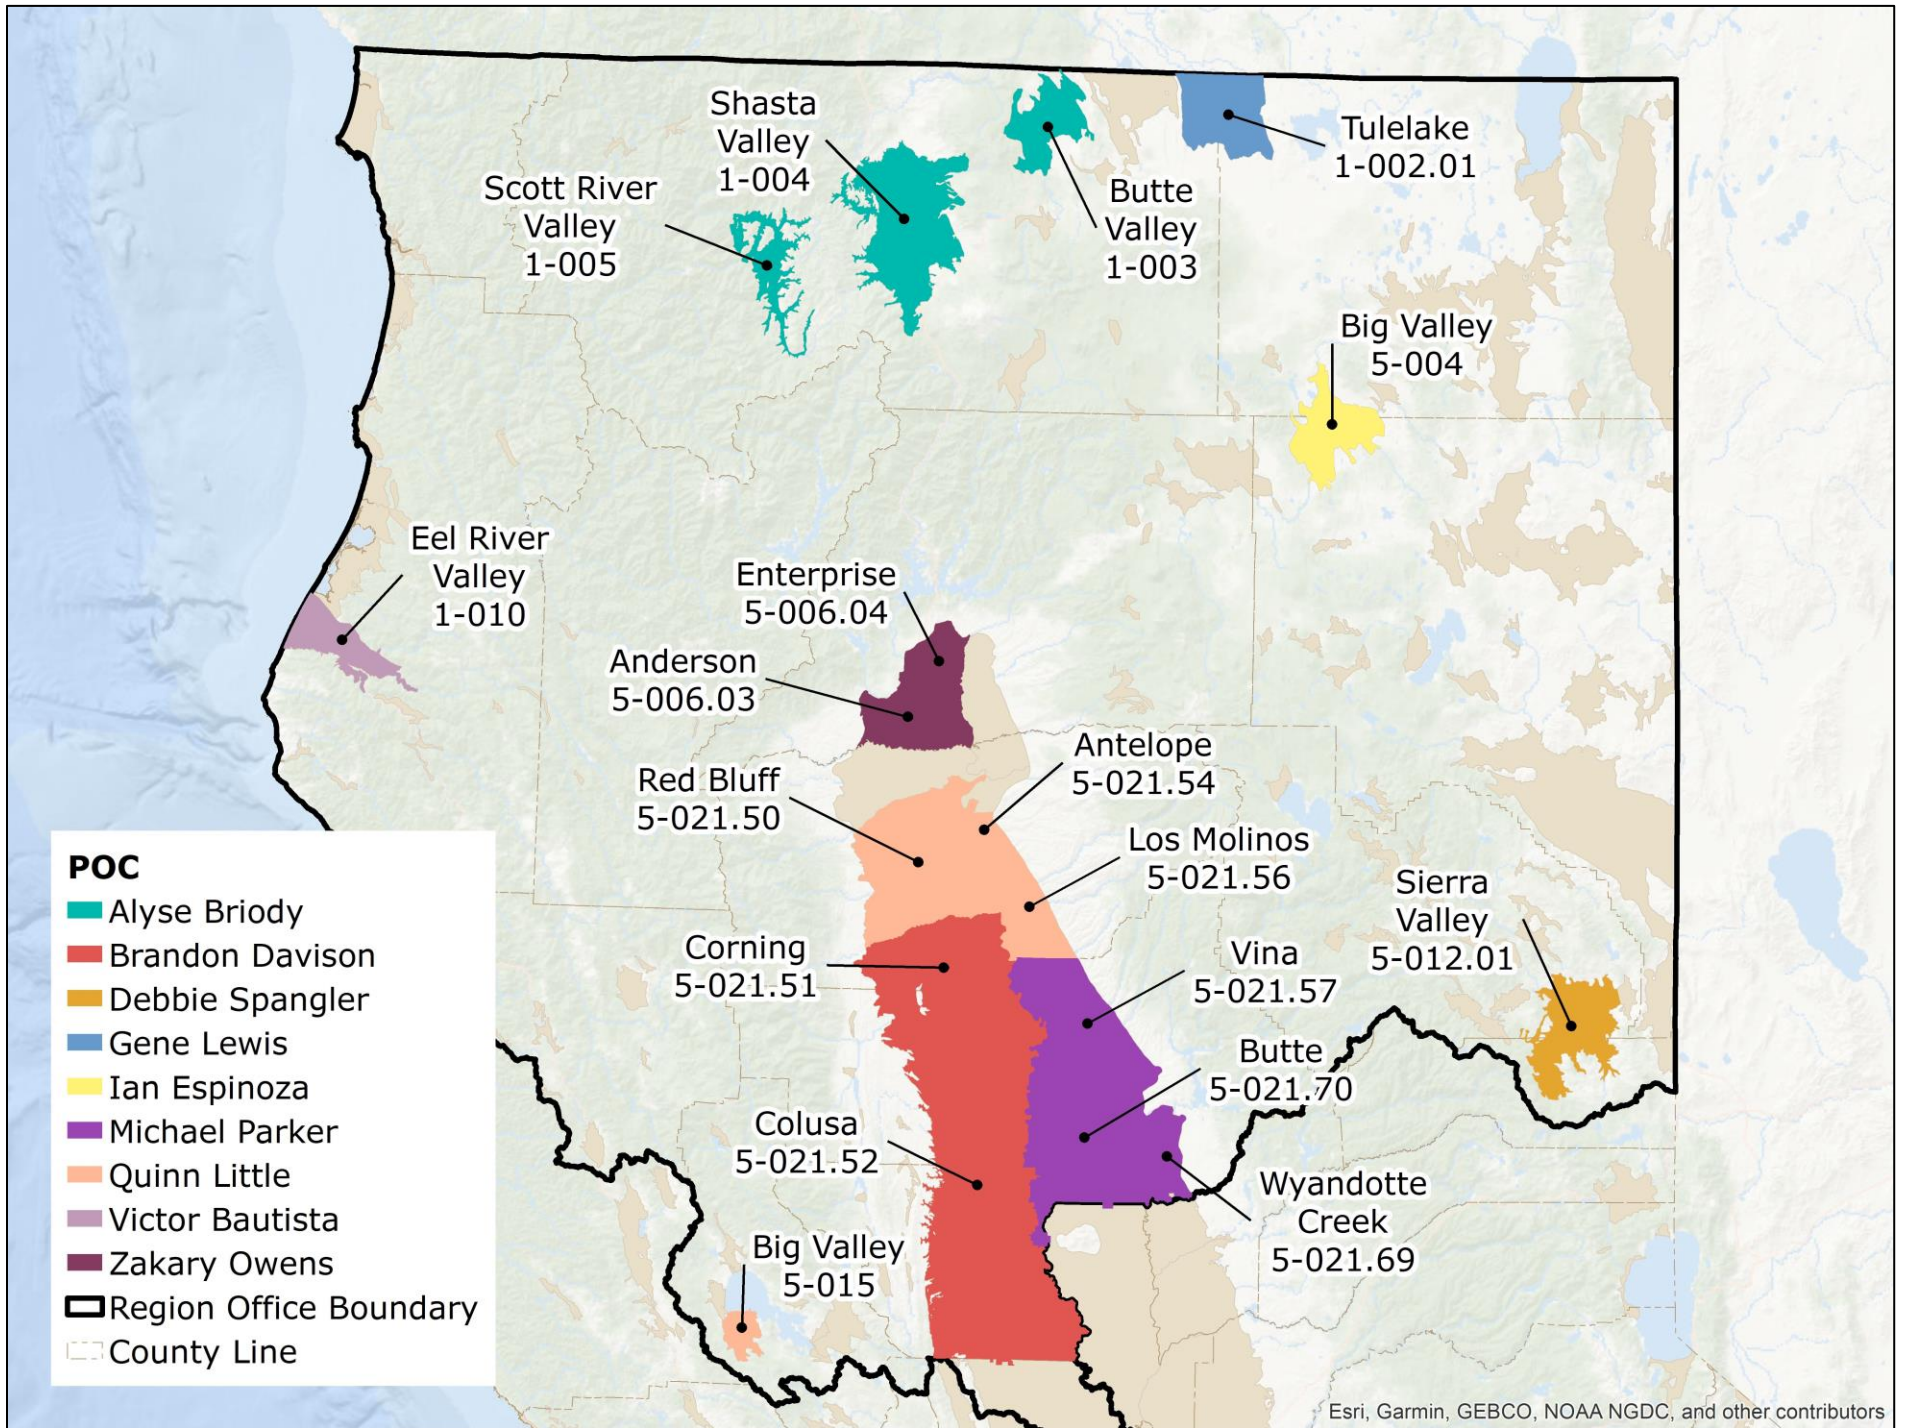 Shasta
Valley
1-004
Scott River
Valley
1-005
Butte
Valley
1-003
Tulelake
1-002.01
Big Valley
5-004
Eel River
Valley
1-010
Enterprise
5-006.04
Anderson
5-006.03
Antelope
5-021.54
Red Bluff
5-021.50
Los Molinos
5-021.56
Sierra
Valley
5-012.01
Corning
5-021.51
Vina
5-021.57
Butte
5-021.70
Colusa
5-021.52
Wyandotte
Creek
5-021.69
Big Valley
5-015
POC
Alyse Briody
Brandon Davison
Debbie Spangler
Gene Lewis
Ian Espinoza
Michael Parker
Quinn Little
Victor Bautista
Zakary Owens
Region Office Boundary
County Line
Esri, Garmin, GEBCO, NOAA NGDC, and other contributors